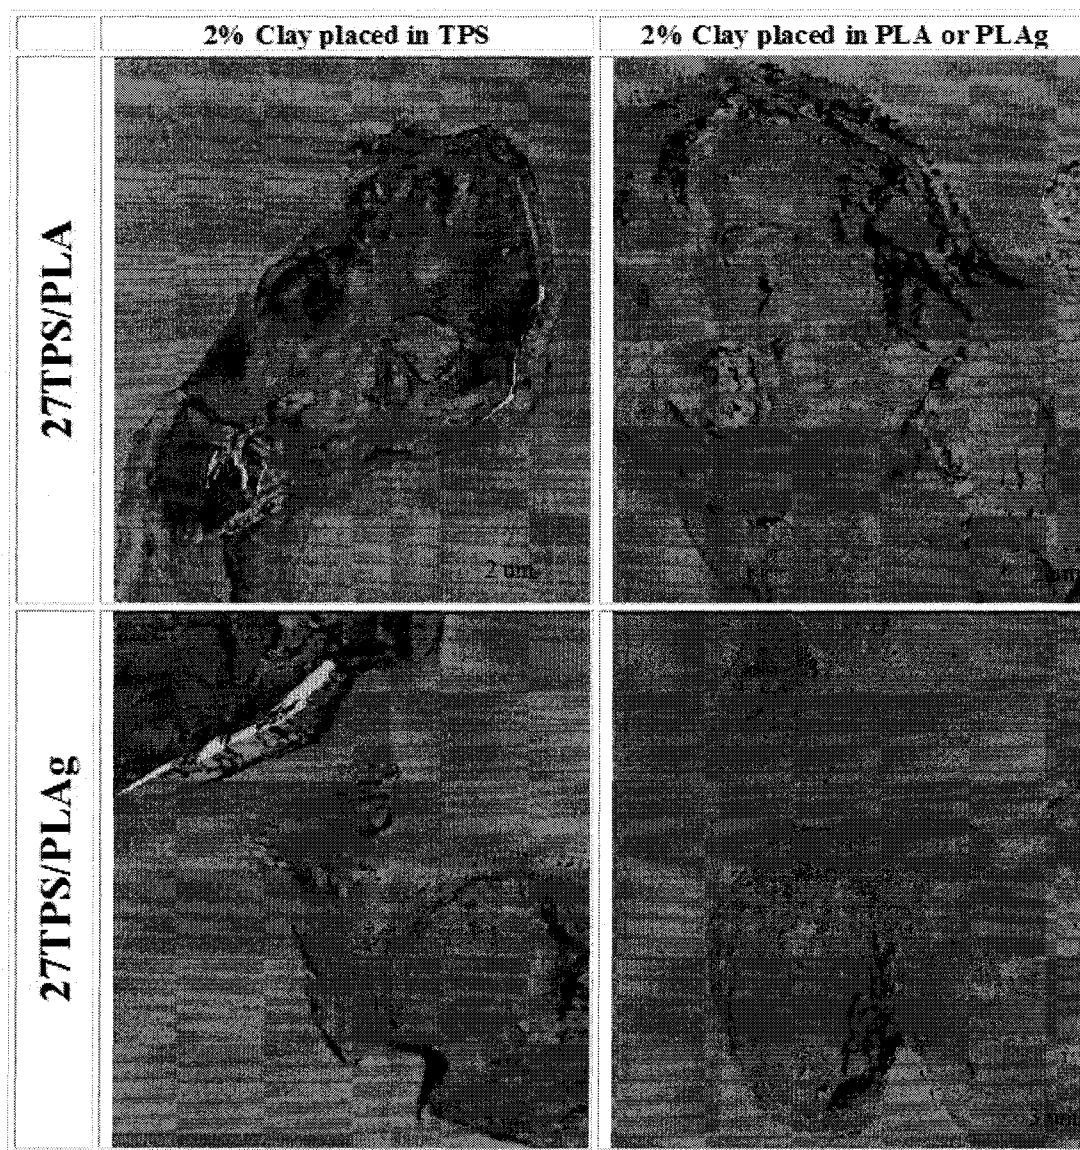 2% Clay placed in TPS
2% Clay placed in PLA or PLAg
27TPS/PLA
2 um
27TPS/PLAg